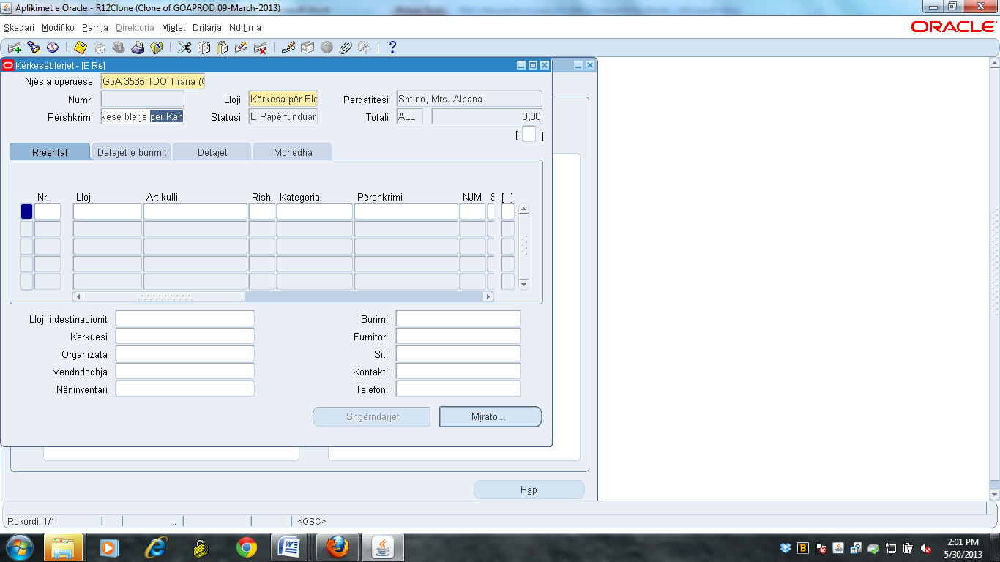 Aplikimet e Oracle - R12Clone (Clone of GOAPROD 09-March-2013)
Skedari Modifiko Pamja Direktoria Mjetet Dritarja Ndihma
ORACLE
Kërkesëblerjet - [E Re]
Njësia operuese GoA 3535 TDO Tirana (
Numri Lloji Kërkesa për Ble Përgatitësi Shtino, Mrs. Albana
Përshkrimi kese blerje per Kan Statusi E Papërfunduar Totali ALL 0,00
[ ]
Rreshtat Detajet e burimit Detajet Monedha
Nr. Lloji Artikulli Rish. Kategoria Përshkrimi NJM [ ]
Lloji i destinacionit Burimi
Kërkuesi Furnitori
Organizata Siti
Vendndodhja Kontakti
Nëninventari Telefoni
Shpërndarjet Mirato...
Hap
Rekordi: 1/1 ... <OSC>
2:01 PM
5/30/2013